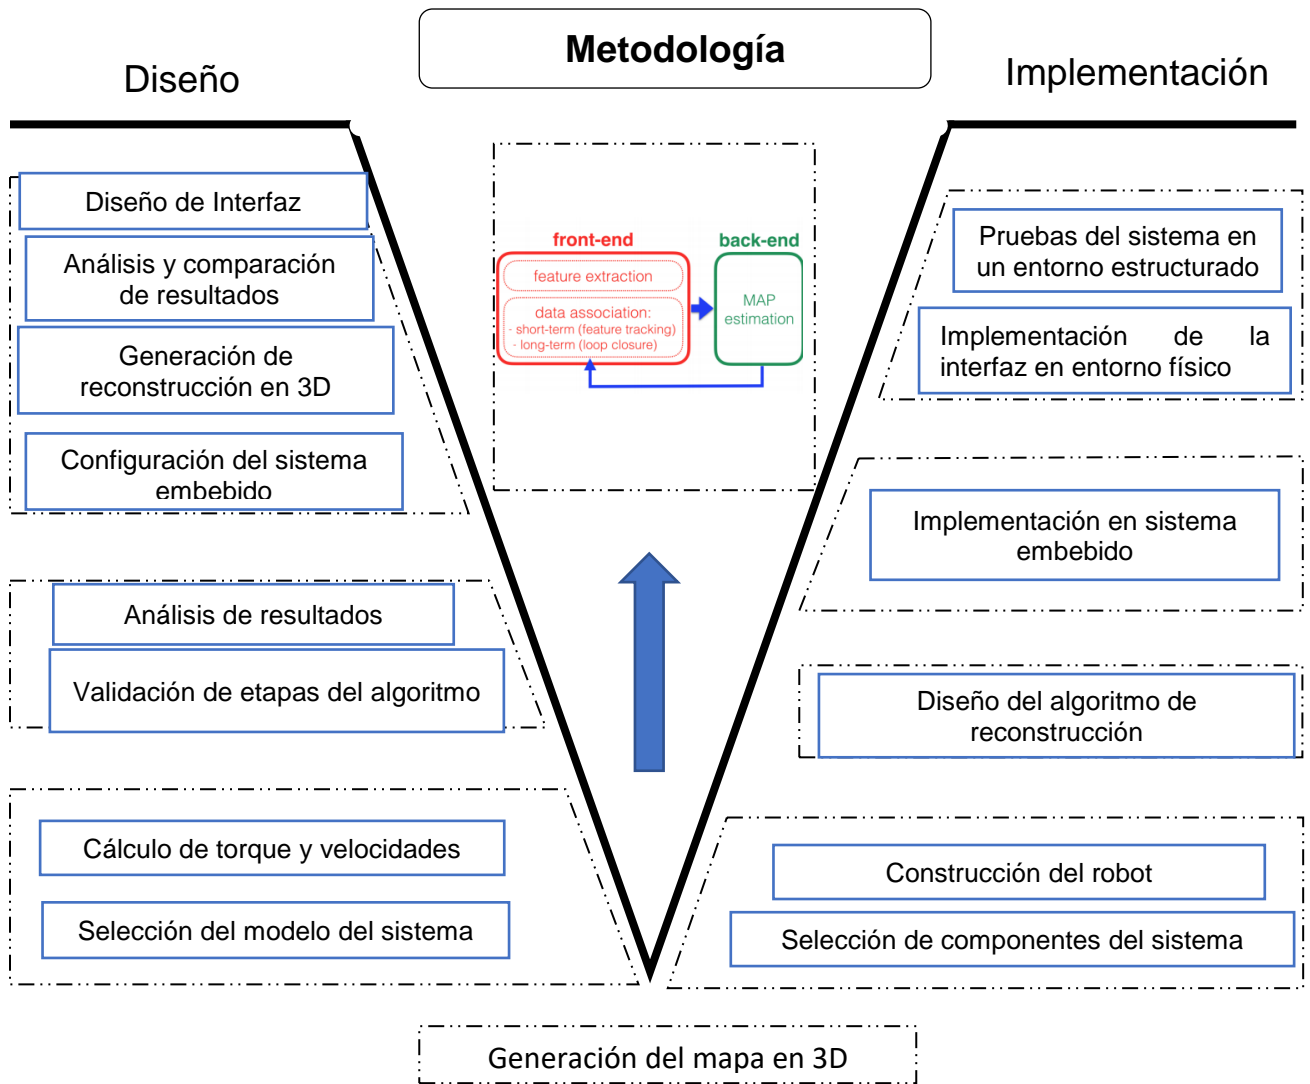 Metodología
Diseño
Implementación
Diseño de Interfaz
Análisis y comparación
de resultados
Generación de
reconstrucción en 3D
Configuración del sistema
embebido
Análisis de resultados
Validación de etapas del algoritmo
Cálculo de torque y velocidades
Selección del modelo del sistema
front-end
feature extraction
data association:
- short-term (feature tracking)
- long-term (loop closure)
back-end
MAP
estimation
Pruebas del sistema en
un entorno estructurado
Implementación de la
interfaz en entorno físico
Implementación en sistema
embebido
Diseño del algoritmo de
reconstrucción
Construcción del robot
Selección de componentes del sistema
Generación del mapa en 3D